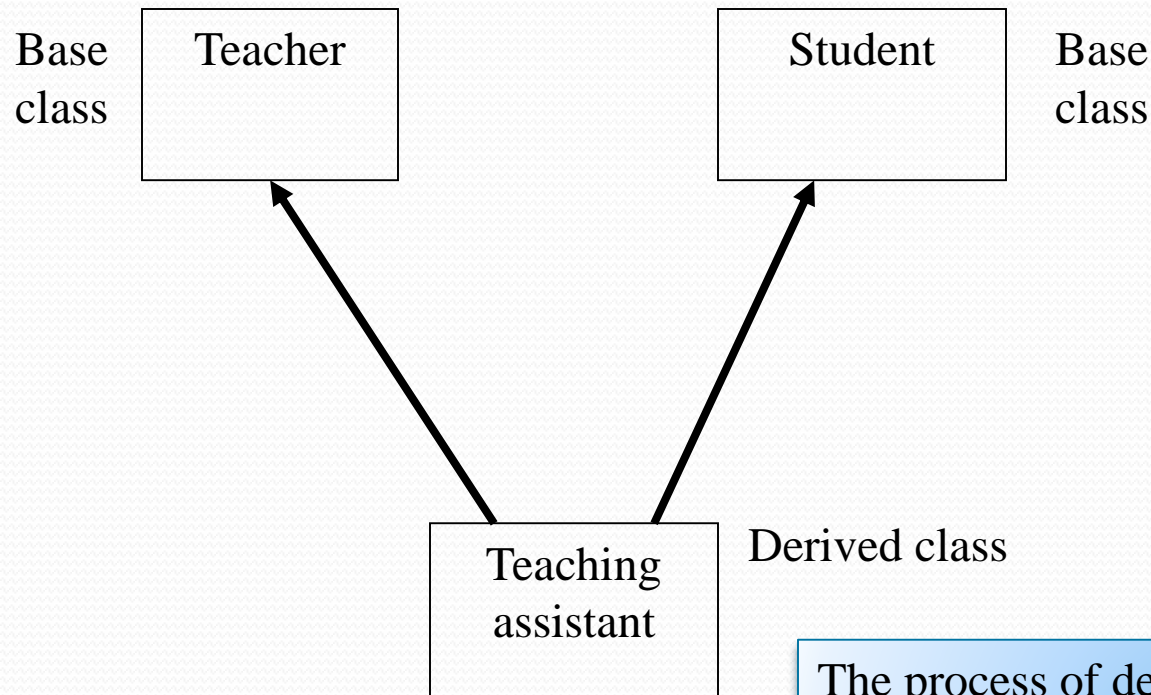 Base Teacher Student Base
class class
Teaching
assistant
Derived class
The process of de